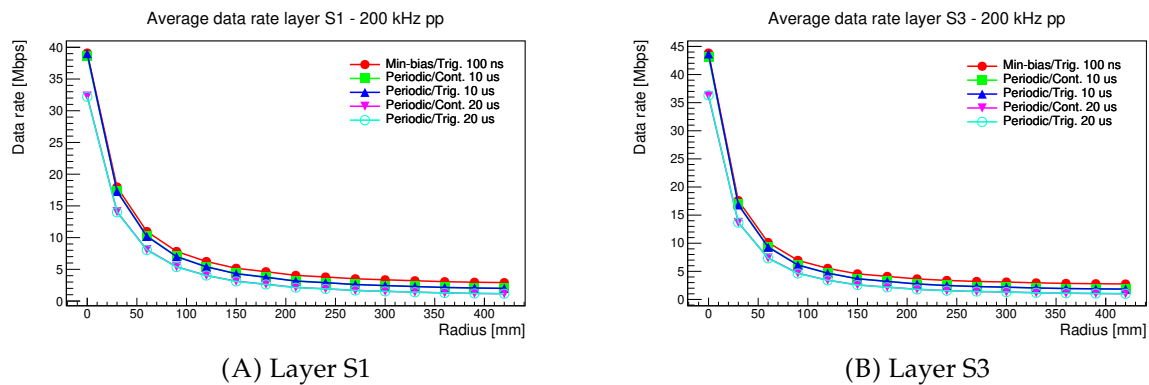 Average data rate layer S1 - 200 kHz pp
Data rate [Mbps]
40
35
30
25
20
15
10
5
0
Min-bias/Trig. 100 ns
Periodic/Cont. 10 us
Periodic/Trig. 10 us
Periodic/Cont. 20 us
Periodic/Trig. 20 us
0 50 100 150 200 250 300 350 400
Radius [mm]
(A) Layer S1
Average data rate layer S3 - 200 kHz pp
Data rate [Mbps]
45
40
35
30
25
20
15
10
5
0
Min-bias/Trig. 100 ns
Periodic/Cont. 10 us
Periodic/Trig. 10 us
Periodic/Cont. 20 us
Periodic/Trig. 20 us
0 50 100 150 200 250 300 350 400
Radius [mm]
(B) Layer S3